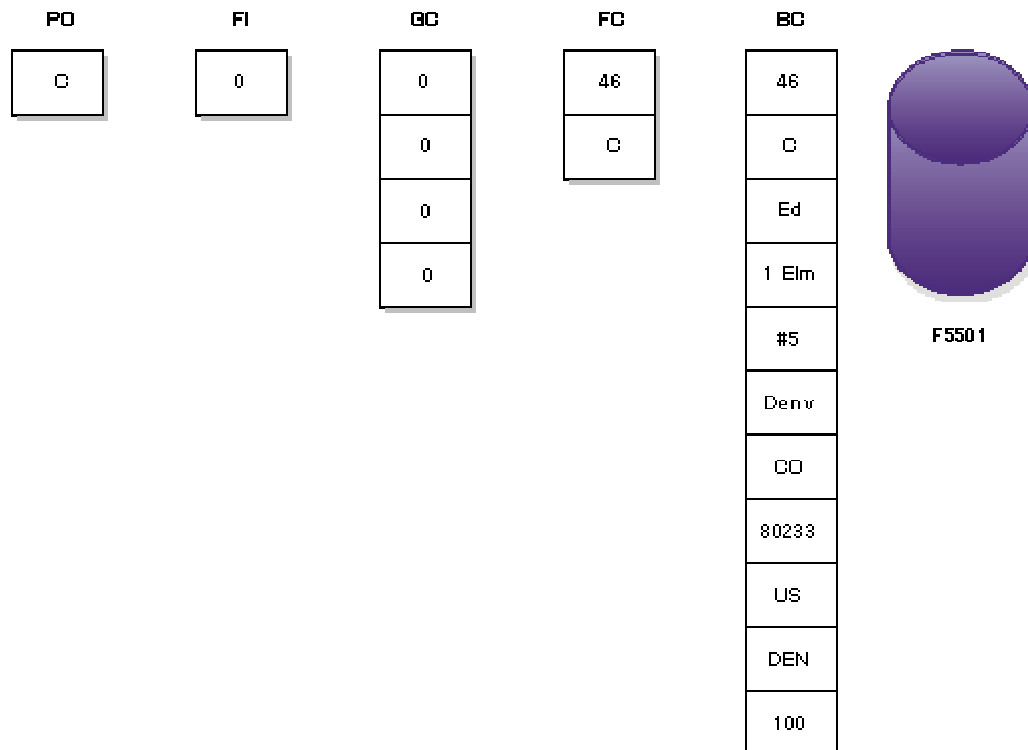 PO FI GC FC BC
C 0 0 46 46
0 C C
0 Ed
0 1 Elm
#5
F5501
Denv
CO
80233
US
DEN
100